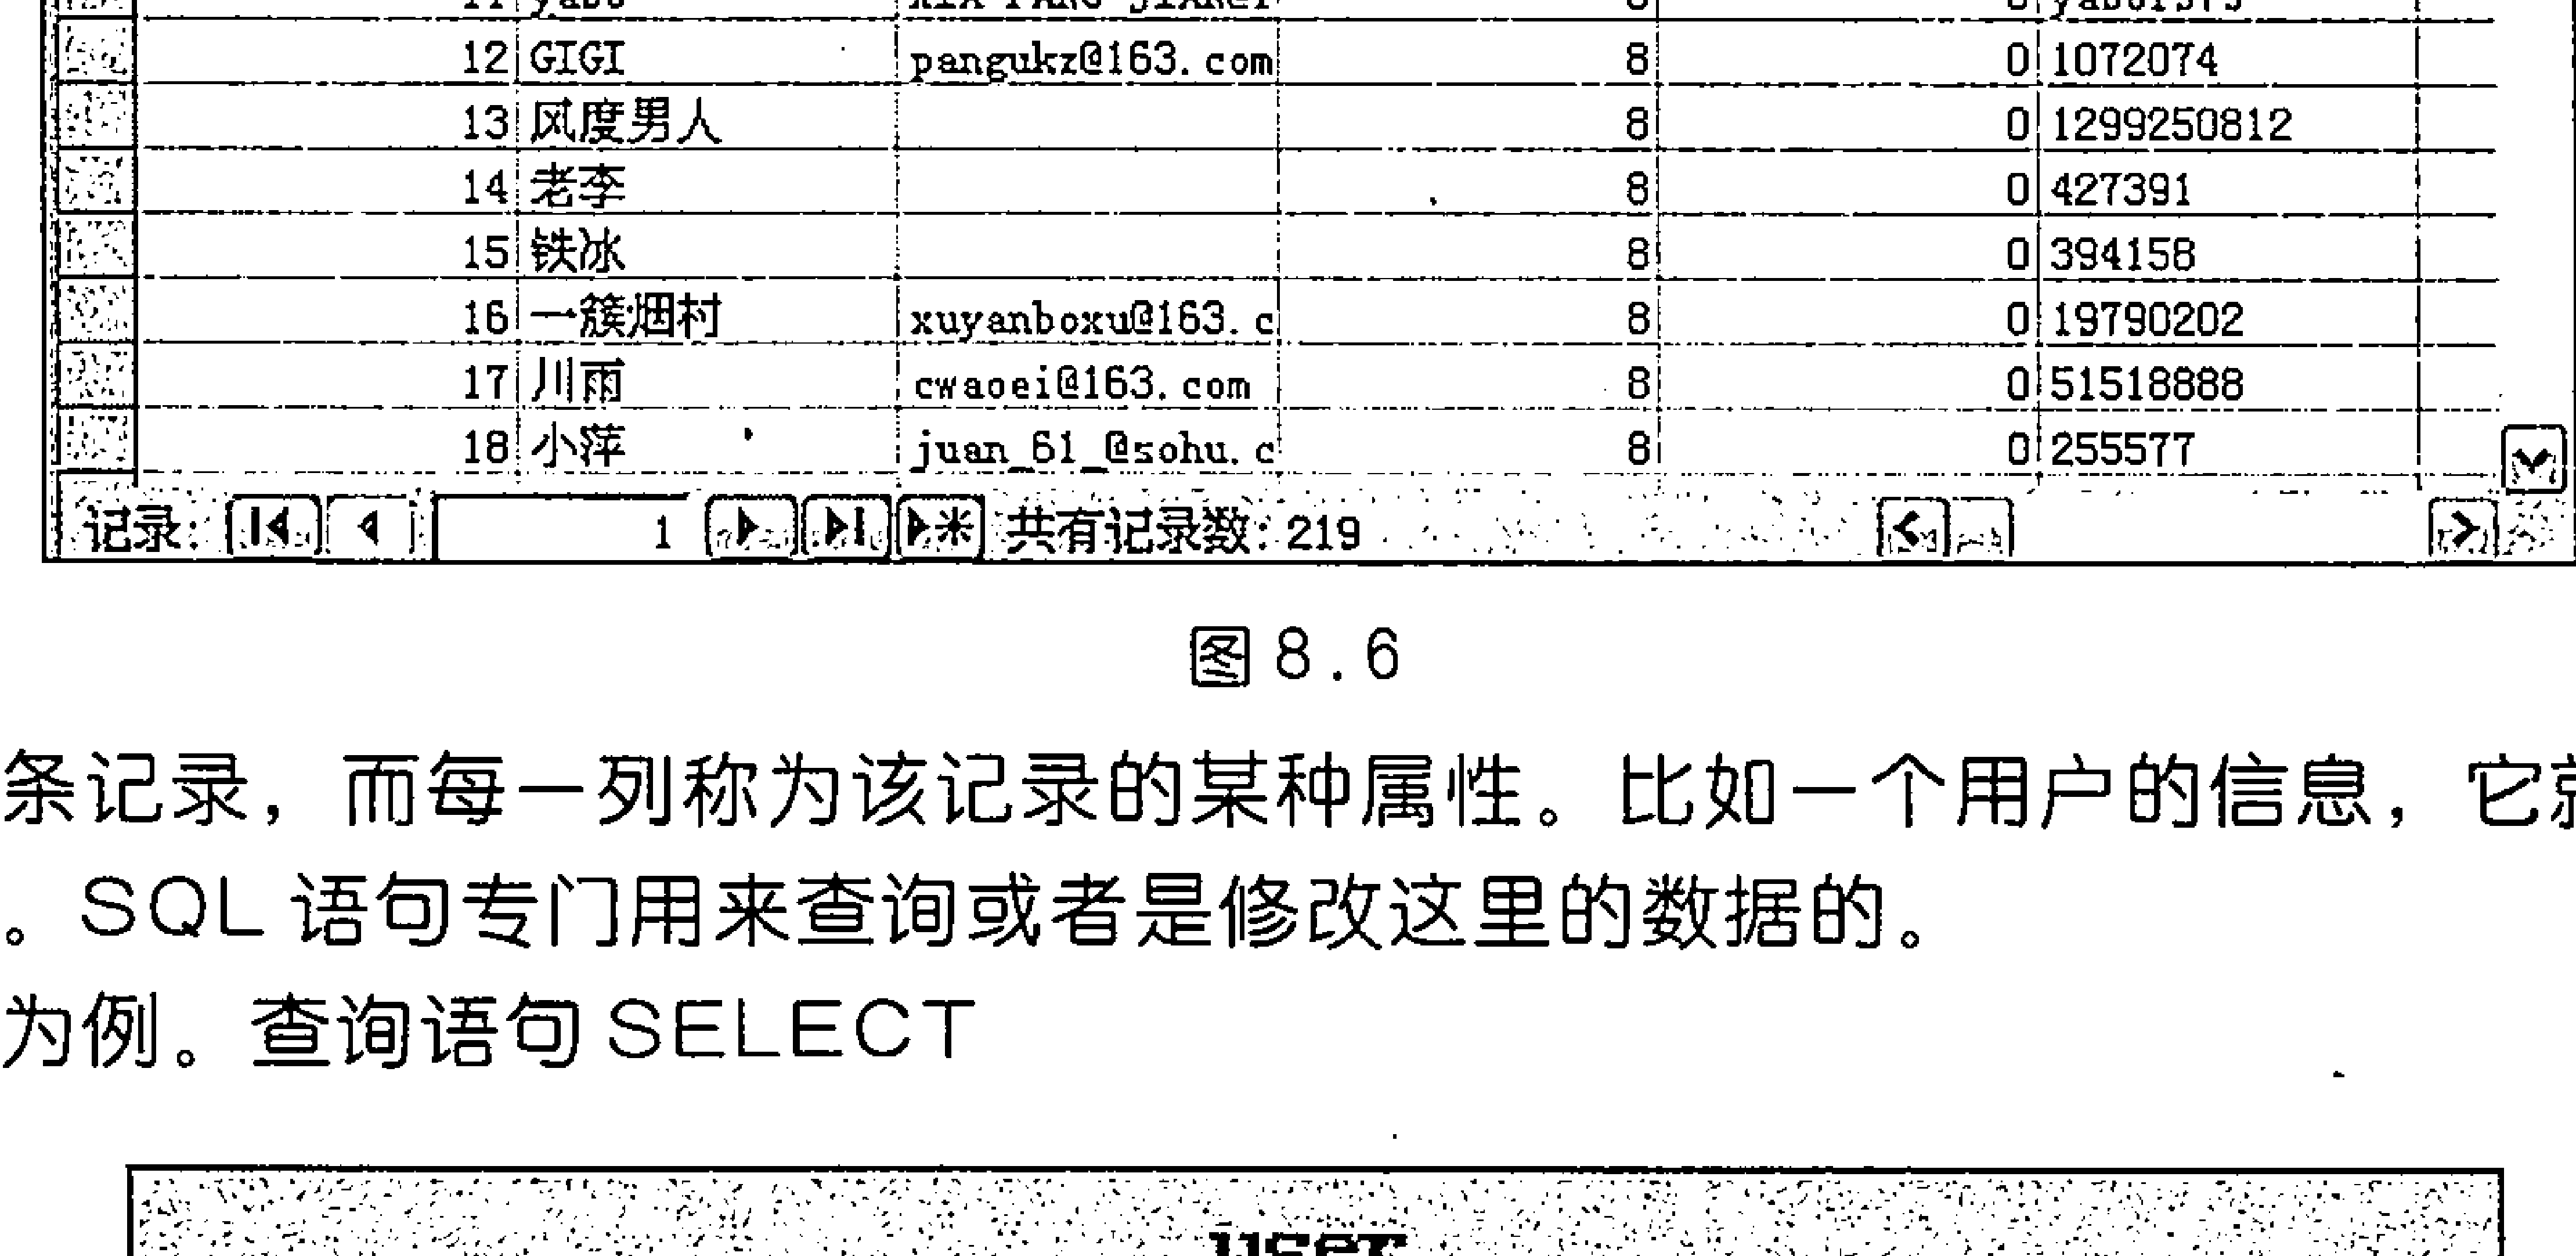 12 GIGI pangukz@163.com 8 0 1072074
13 风度男人 8 0 1299250812
14 老李 8 0 427391
15 铁冰 8 0 394158
16 一簇烟村 xuyanboxu@163.c 8 0 19790202
17 川雨 cwaoei@163.com 8 0 51518888
18 小萍 juan_61_@sohu.c 8 0 255577
记录: 1 共有记录数: 219
图 8.6
条记录，而每一列称为该记录的某种属性。比如一个用户的信息，它
。SQL 语句专门用来查询或者是修改这里的数据的。
为例。查询语句 SELECT
user